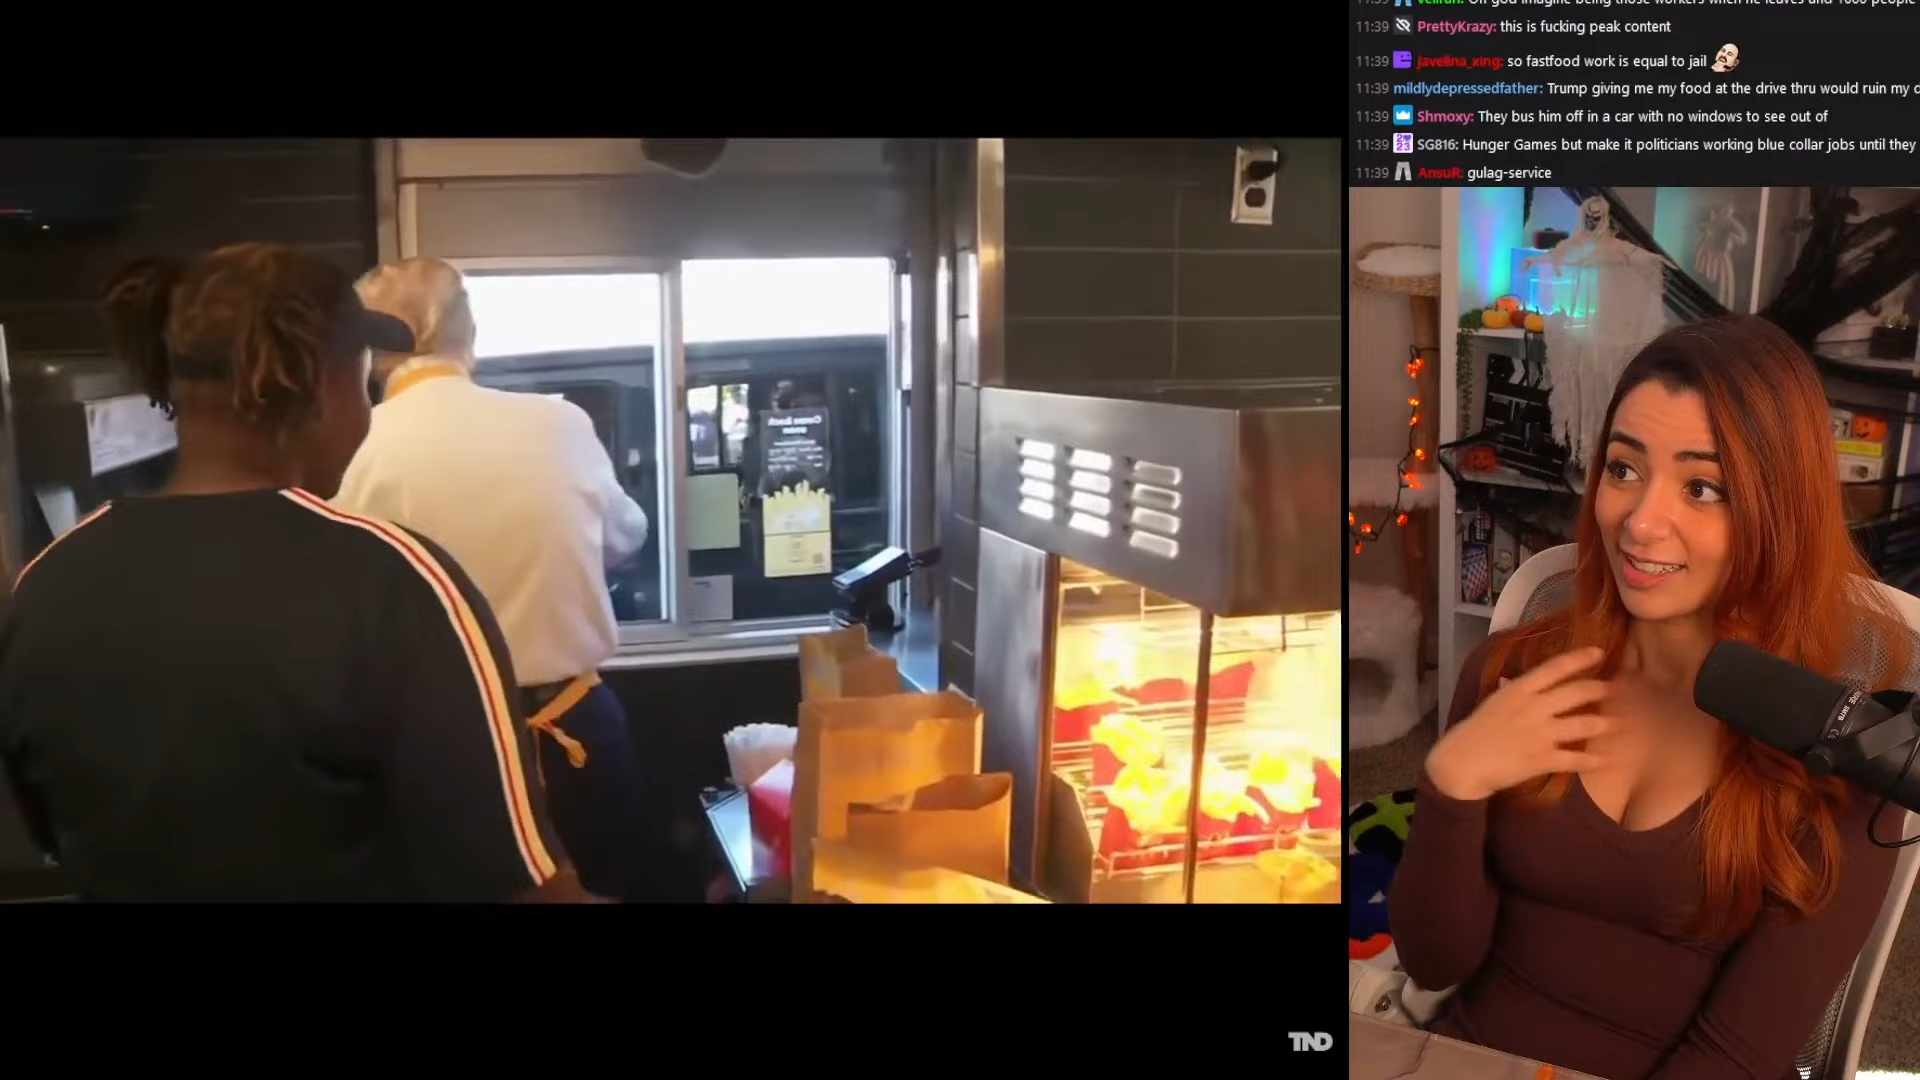 11:39 PrettyKrazy: this is fucking peak content
11:39 javelina_xing: so fastfood work is equal to jail
11:39 mildlydepressedfather: Trump giving me my food at the drive thru would ruin my
11:39 Shmoxy: They bus him off in a car with no windows to see out of
11:39 SG816: Hunger Games but make it politicians working blue collar jobs until they
11:39 AnsuR: gulag-service
TND